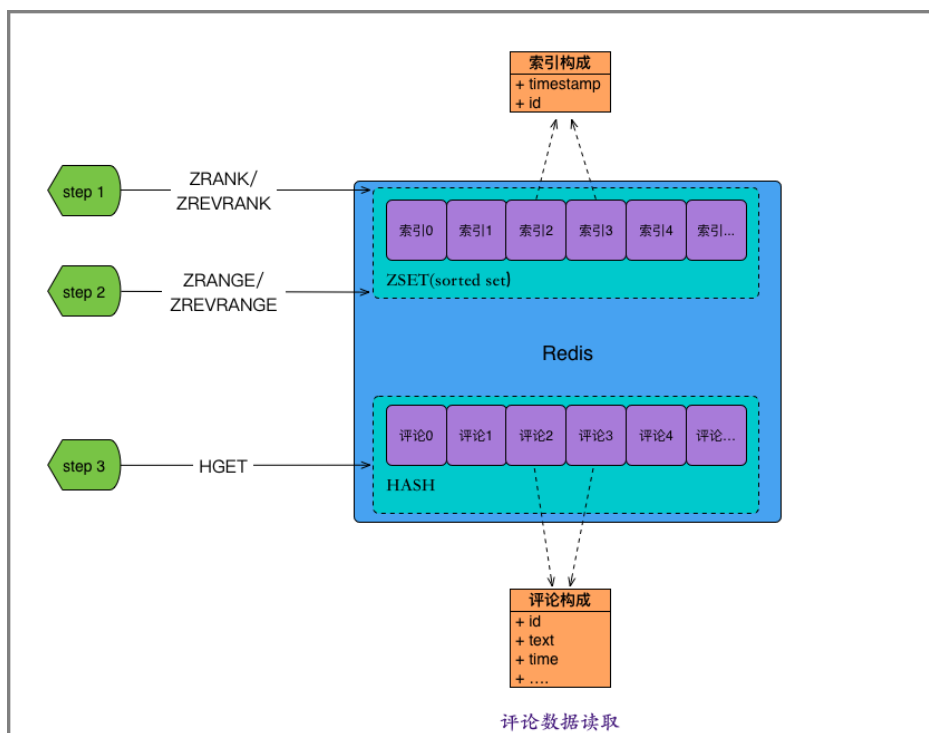 索引构成
+ timestamp
+ id
step 1
ZRANK/
ZREVRANK
索引0
索引1
索引2
索引3
索引4
索引...
ZSET(sorted set)
step 2
ZRANGE/
ZREVRANGE
Redis
step 3
HGET
评论0
评论1
评论2
评论3
评论4
评论...
HASH
评论构成
+ id
+ text
+ time
+ ....
评论数据读取